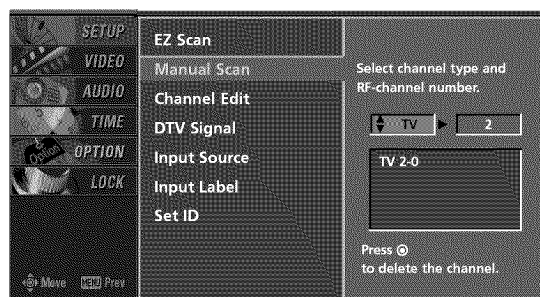 SETUP
VIDEO
AUDIO
TIME
OPTION
LOCK
Option
Move MENU Prev
EZ Scan
Manual Scan
Channel Edit
DTV Signal
Input Source
Input Label
Set ID
Select channel type and
RF-channel number.
TV 2
TV 2-0
Press
to delete the channel.